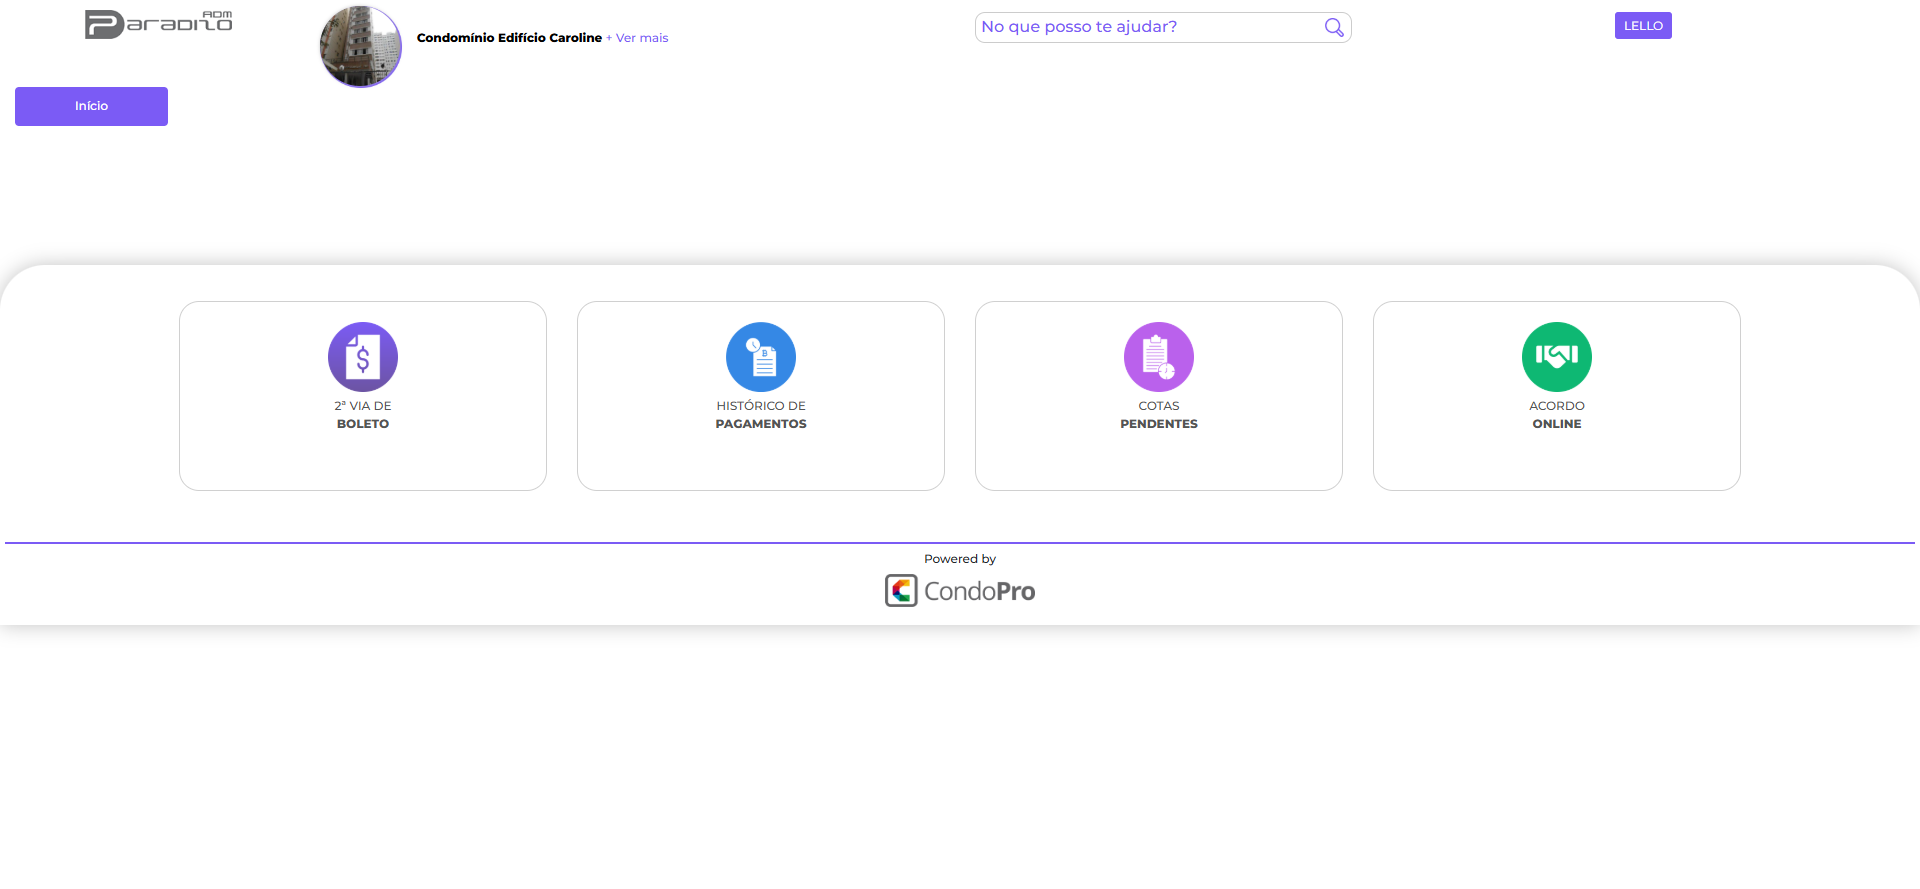 Paradizo ADM
Condomínio Edifício Caroline + Ver mais
No que posso te ajudar?
LELLO
Início
2ª VIA DE
BOLETO
HISTÓRICO DE
PAGAMENTOS
COTAS
PENDENTES
ACORDO
ONLINE
Powered by
CondoPro